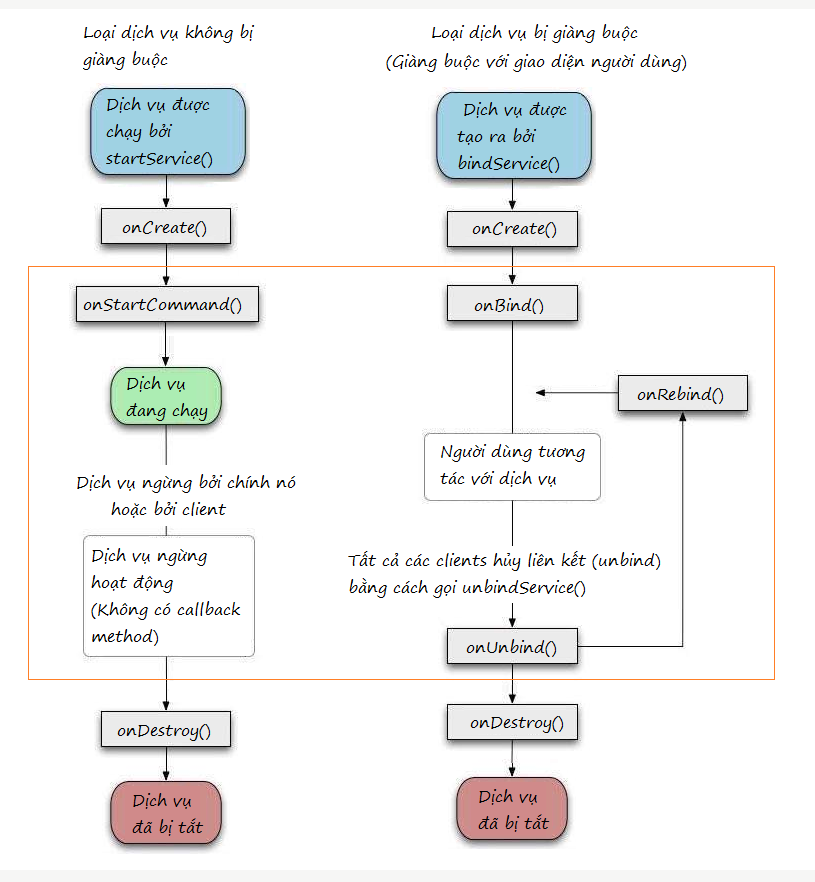 Loại dịch vụ không bị
giàng buộc
Dịch vụ được
chạy bởi
startService()
onCreate()
onStartCommand()
Dịch vụ
đang chạy
Dịch vụ ngừng bởi chính nó
hoặc bởi client
Dịch vụ ngừng
hoạt động
(Không có callback
method)
onDestroy()
Dịch vụ
đã bị tắt
Loại dịch vụ bị giàng buộc
(Giàng buộc với giao diện người dùng)
Dịch vụ được
tạo ra bởi
bindService()
onCreate()
onBind()
onRebind()
Người dùng tương
tác với dịch vụ
Tất cả các clients hủy liên kết (unbind)
bằng cách gọi unbindService()
onUnbind()
onDestroy()
Dịch vụ
đã bị tắt